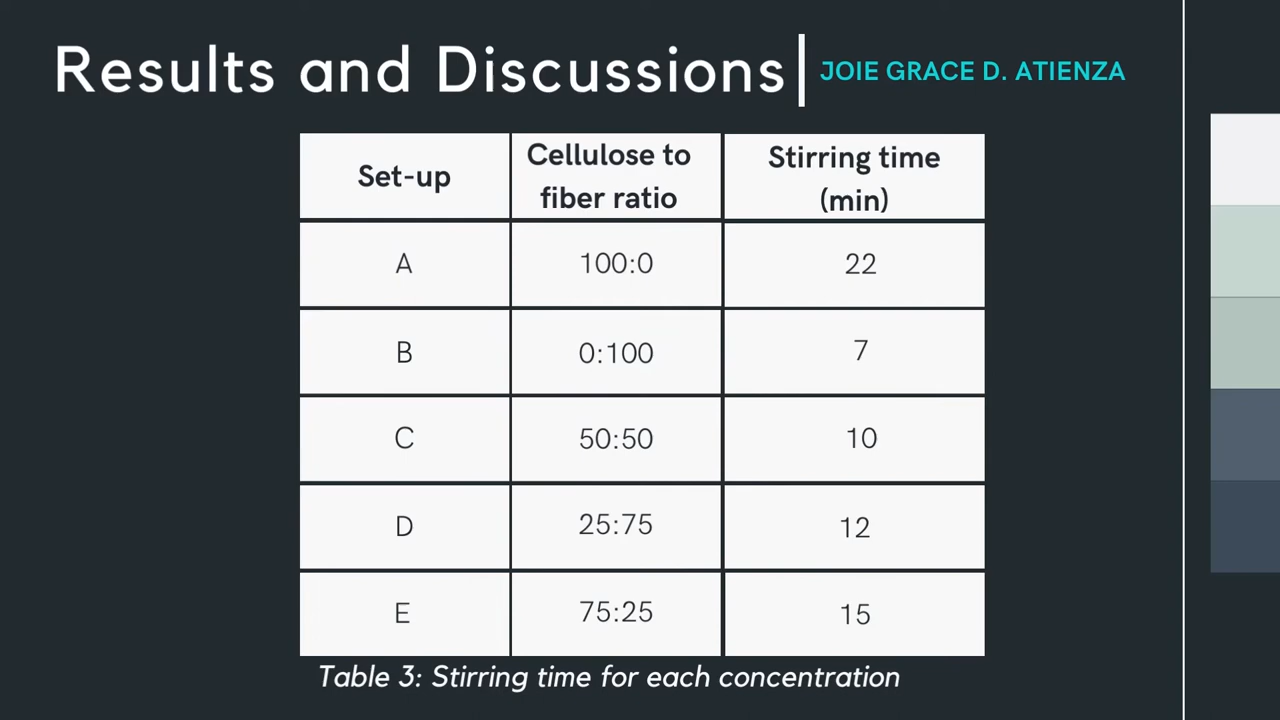 Results and Discussions
JOIE GRACE D. ATIENZA
Set-up
Cellulose to
fiber ratio
Stirring time
(min)
A 100:0 22
B 0:100 7
C 50:50 10
D 25:75 12
E 75:25 15
Table 3: Stirring time for each concentration